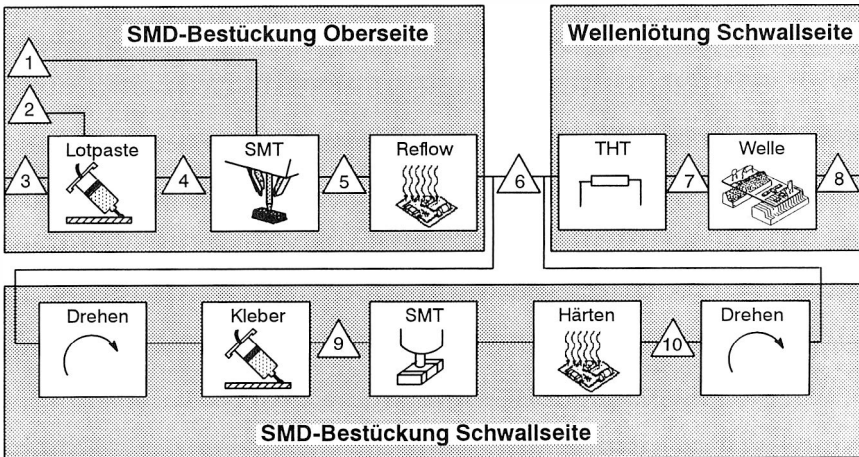 SMD-Bestückung Oberseite
Wellenlötung Schwallseite
1
2
Lotpaste
SMT
Reflow
THT
Welle
3
4
5
6
7
8
Drehen
Kleber
SMT
Härten
Drehen
9
10
SMD-Bestückung Schwallseite